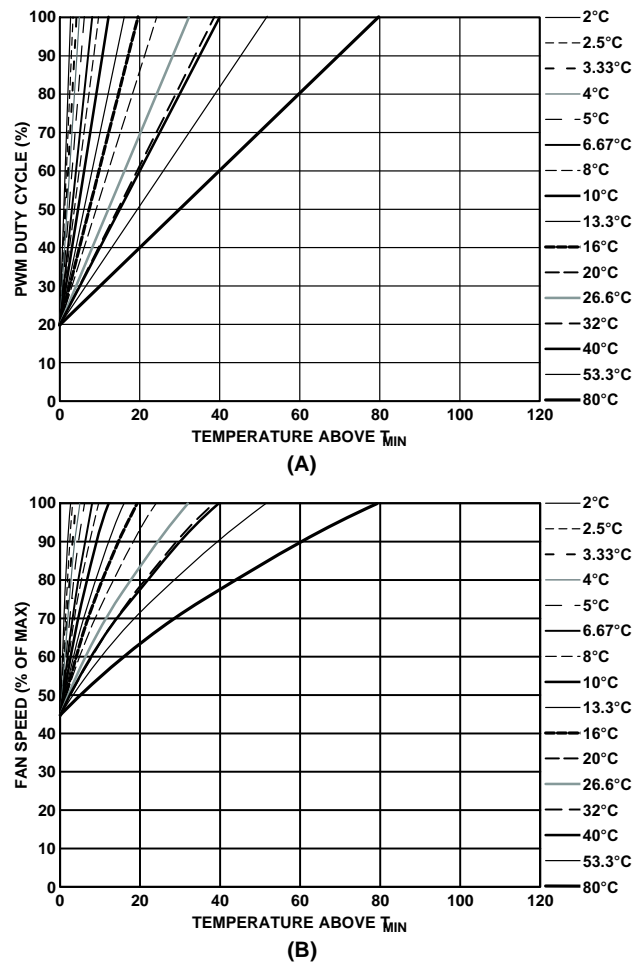 100
90
80
70
60
50
40
30
20
10
0
PWM DUTY CYCLE (%)
0 20 40 60 80 100 120
TEMPERATURE ABOVE TMIN
(A)
2°C
2.5°C
3.33°C
4°C
5°C
6.67°C
8°C
10°C
13.3°C
16°C
20°C
26.6°C
32°C
40°C
53.3°C
80°C
100
90
80
70
60
50
40
30
20
10
0
FAN SPEED (% OF MAX)
0 20 40 60 80 100 120
TEMPERATURE ABOVE TMIN
(B)
2°C
2.5°C
3.33°C
4°C
5°C
6.67°C
8°C
10°C
13.3°C
16°C
20°C
26.6°C
32°C
40°C
53.3°C
80°C